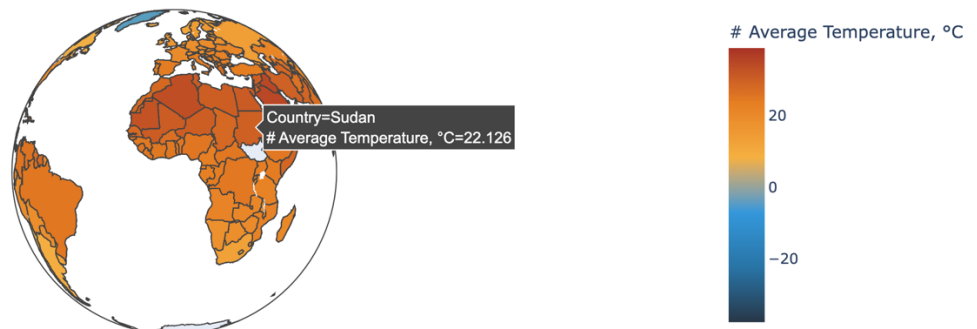 # Average Temperature, °C
Country=Sudan
# Average Temperature, °C=22.126
20
0
−20